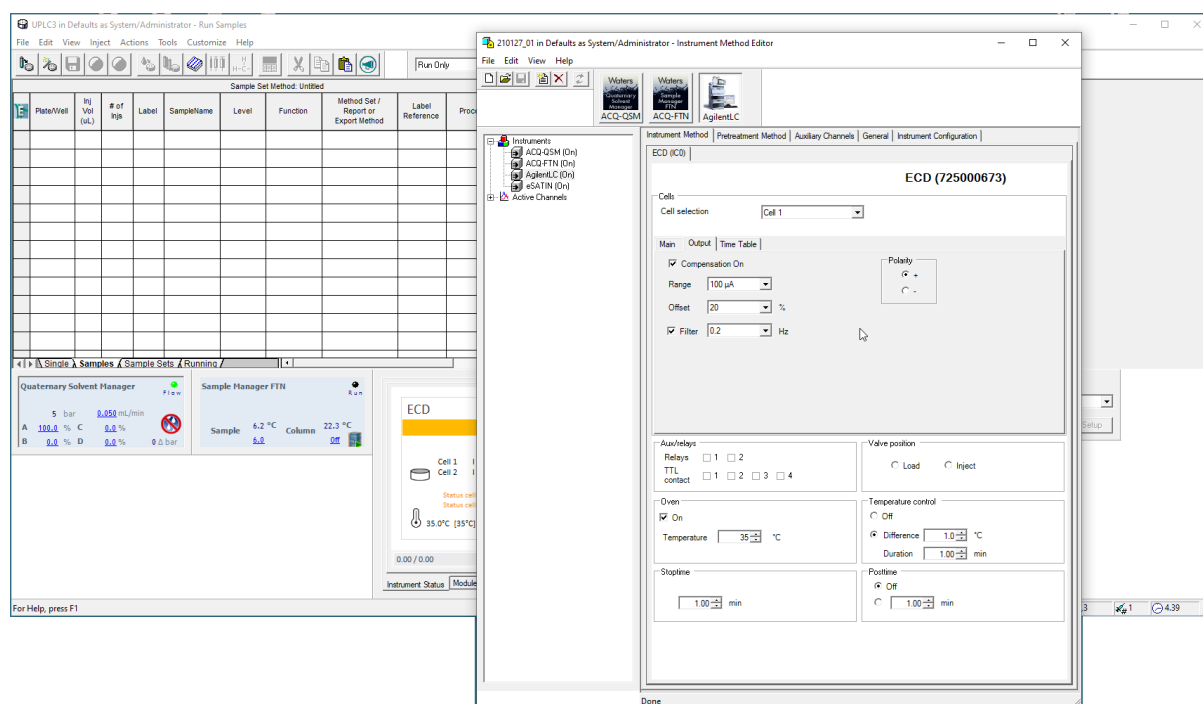 UPLC3 in Defaults as System/Administrator - Run Samples
File Edit View Inject Actions Tools Customize Help
Run Only
Sample Set Method: Untitled
Plate/Well Inj Vol (uL) # of Injs Label SampleName Level Function Method Set / Report or Export Method Label Reference
Single Samples Sample Sets Running
Quaternary Solvent Manager Flow
5 bar 0.050 mL/min
A 100.0 % C 0.0 %
B 0.0 % D 0.0 % 0 Δ bar
Sample Manager FTN Run
Sample 6.2 °C Column 22.3 °C
6.0 Off
ECD
Cell 1 I
Cell 2 I
Status cell
Status cell
35.0°C [35°C]
0.00 / 0.00
Instrument Status Module
Setup
For Help, press F1
.3 1 4.39
210127_01 in Defaults as System/Administrator - Instrument Method Editor
File Edit View Help
Waters Quaternary Solvent Manager
ACQ-QSM
Waters Sample Manager FTN
ACQ-FTN
AgilentLC
Instruments
ACQ-QSM (On)
ACQ-FTN (On)
AgilentLC (On)
eSATIN (On)
Active Channels
Instrument Method Pretreatment Method Auxiliary Channels General Instrument Configuration
ECD (IC0)
ECD (725000673)
Cells
Cell selection Cell 1
Main Output Time Table
Compensation On
Range 100 µA
Offset 20 %
Filter 0.2 Hz
Polarity
+
-
Aux/relays
Relays 1 2
TTL contact 1 2 3 4
Valve position
Load Inject
Oven
On
Temperature 35 °C
Temperature control
Off
Difference 1.0 °C
Duration 1.00 min
Stoptime
1.00 min
Posttime
Off
1.00 min
Done